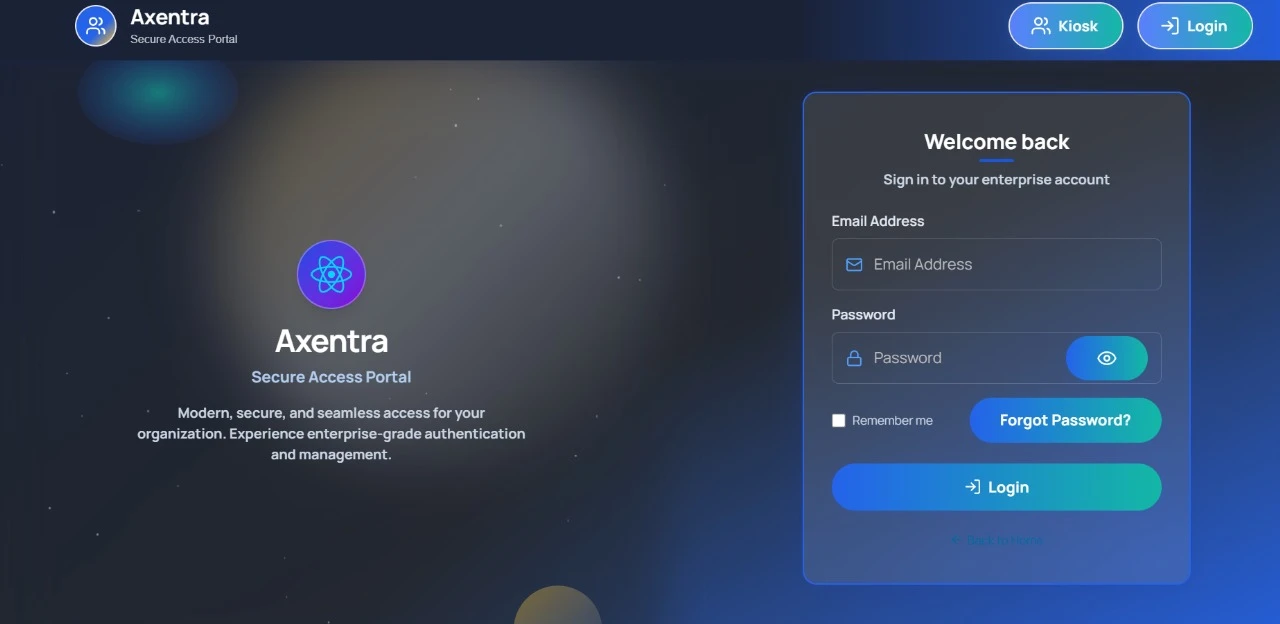 Axentra
Secure Access Portal
Kiosk
Login
Axentra
Secure Access Portal
Modern, secure, and seamless access for your
organization. Experience enterprise-grade authentication
and management.
Welcome back
Sign in to your enterprise account
Email Address
Email Address
Password
Password
Remember me
Forgot Password?
Login
← Back to Home